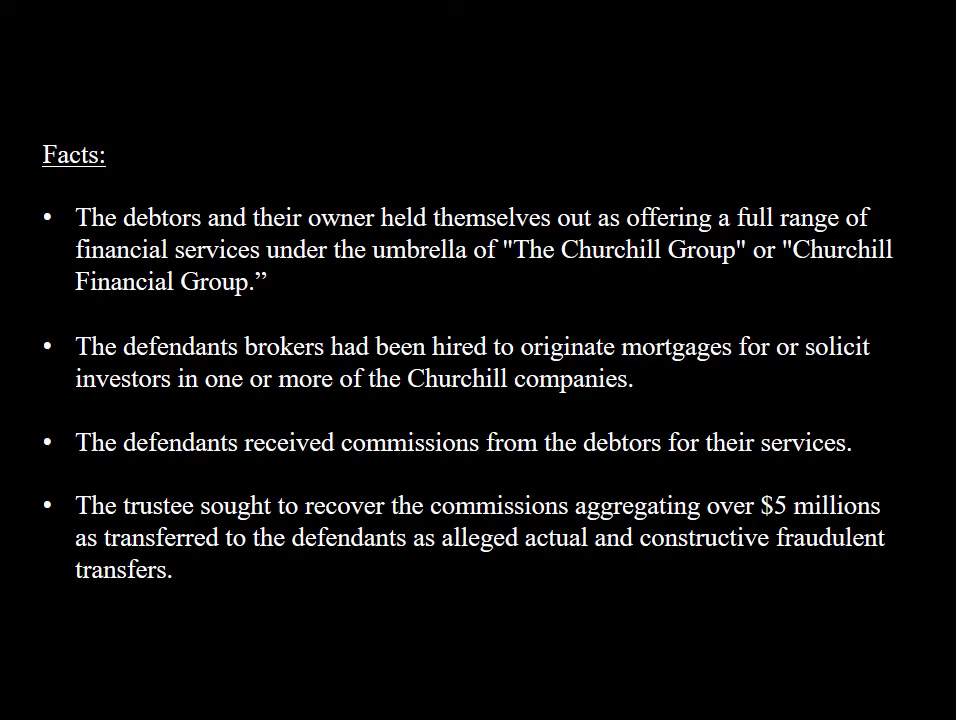 Facts:
• The debtors and their owner held themselves out as offering a full range of
financial services under the umbrella of "The Churchill Group" or "Churchill
Financial Group.”
• The defendants brokers had been hired to originate mortgages for or solicit
investors in one or more of the Churchill companies.
• The defendants received commissions from the debtors for their services.
• The trustee sought to recover the commissions aggregating over $5 millions
as transferred to the defendants as alleged actual and constructive fraudulent
transfers.